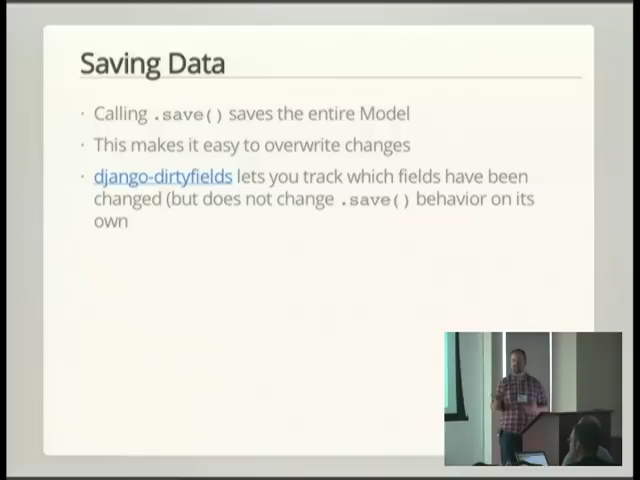 Saving Data
· Calling .save() saves the entire Model
· This makes it easy to overwrite changes
· django-dirtyfields lets you track which fields have been
changed (but does not change .save() behavior on its
own